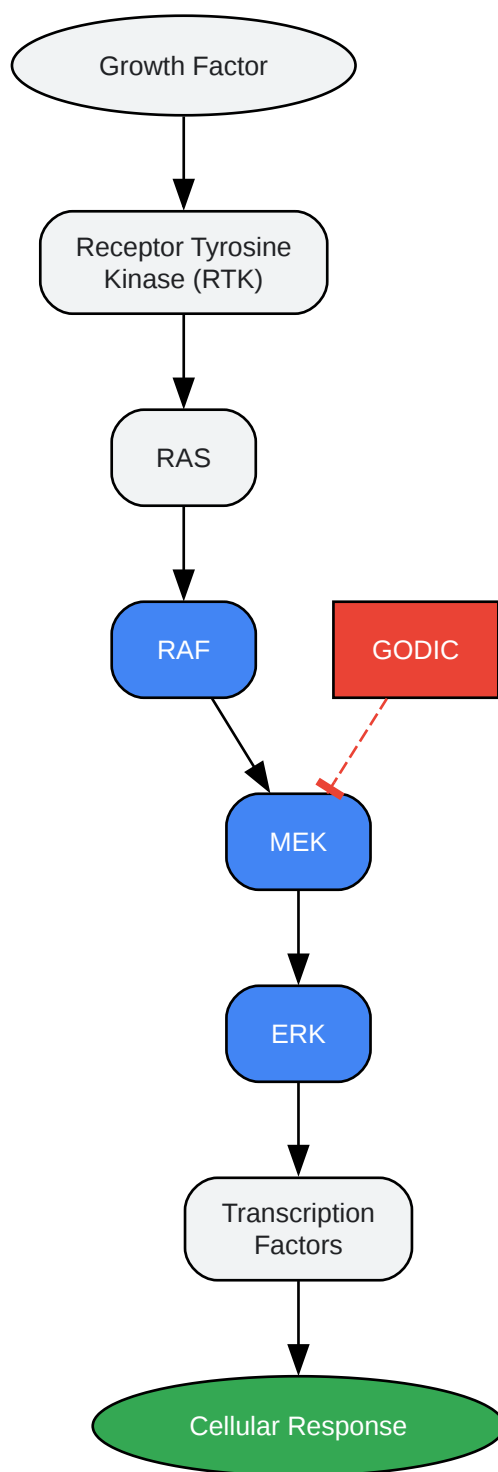 Growth Factor
Receptor Tyrosine
Kinase (RTK)
RAS
RAF
GODIC
MEK
ERK
Transcription
Factors
Cellular Response